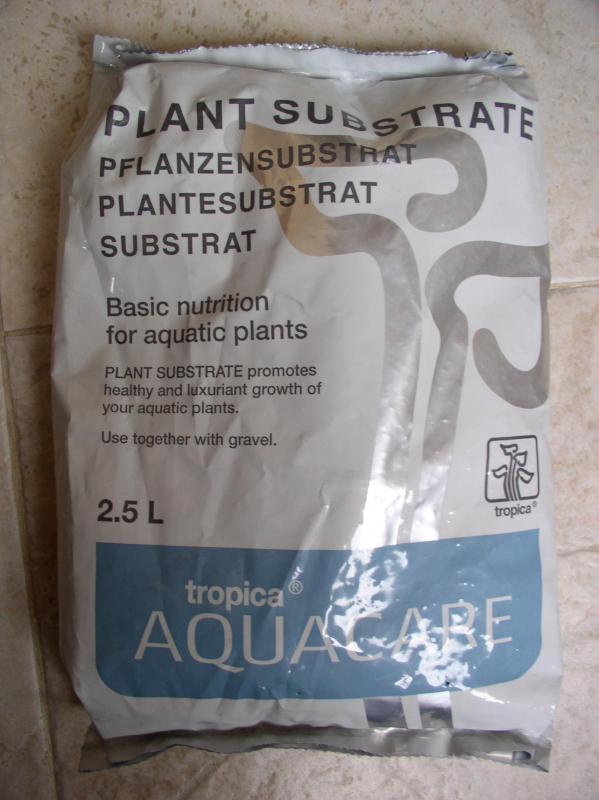 PLANT SUBSTRATE
PFLANZENSUBSTRAT
PLANTESUBSTRAT
SUBSTRAT
Basic nutrition
for aquatic plants
PLANT SUBSTRATE promotes
healthy and luxuriant growth of
your aquatic plants.
Use together with gravel.
2.5 L
tropica®
tropica®
AQUACARE